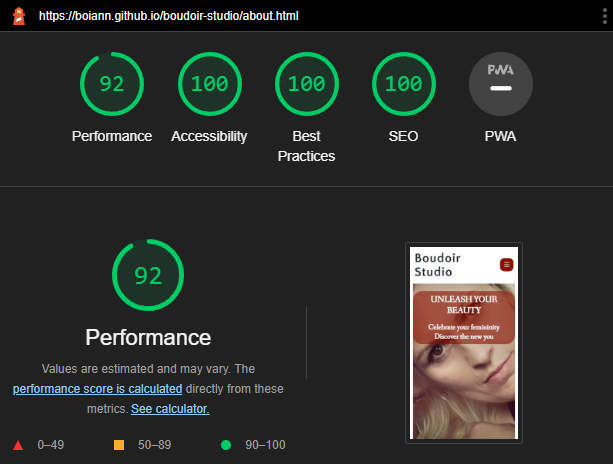 https://boiann.github.io/boudoir-studio/about.html
92
100
100
100
PWA
Performance
Accessibility
Best
Practices
SEO
PWA
92
Performance
Values are estimated and may vary. The
performance score is calculated directly from these
metrics. See calculator.
0–49
50–89
90–100
Boudoir
Studio
UNLEASH YOUR
BEAUTY
Celebrate your femininity
Discover the new you